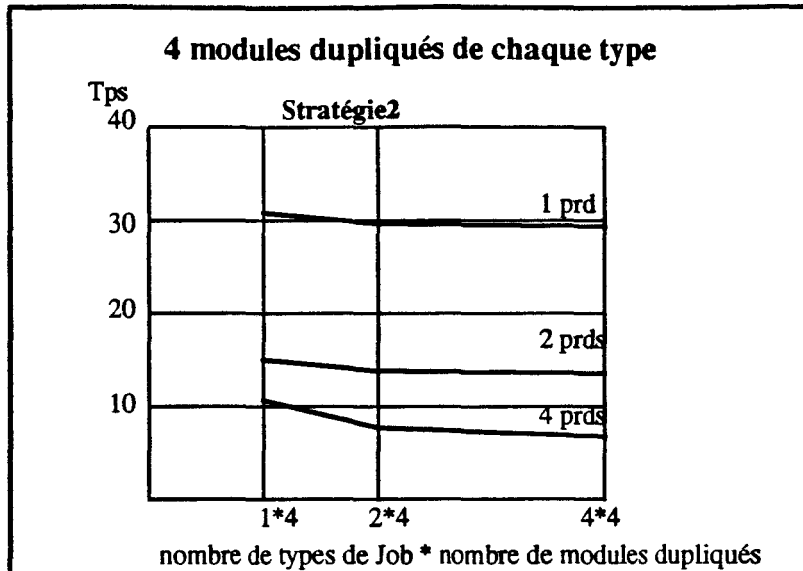 4 modules dupliqués de chaque type
Tps
Stratégie2
40
1 prd
30
20
2 prds
10
4 prds
1*4 2*4 4*4
nombre de types de Job * nombre de modules dupliqués